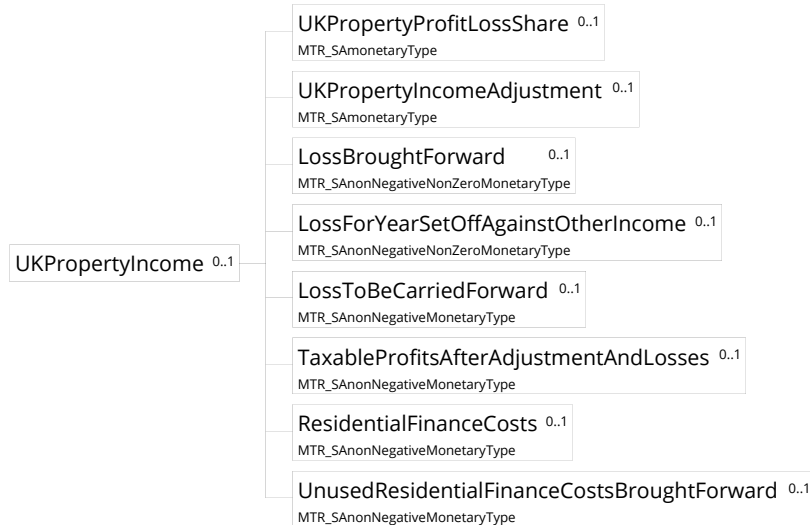 UKPropertyProfitLossShare 0..1
MTR_SAmonetaryType
UKPropertyIncomeAdjustment 0..1
MTR_SAmonetaryType
LossBroughtForward 0..1
MTR_SAnonNegativeNonZeroMonetaryType
LossForYearSetOffAgainstOtherIncome 0..1
MTR_SAnonNegativeNonZeroMonetaryType
UKPropertyIncome 0..1
LossToBeCarriedForward 0..1
MTR_SAnonNegativeMonetaryType
TaxableProfitsAfterAdjustmentAndLosses 0..1
MTR_SAnonNegativeMonetaryType
ResidentialFinanceCosts 0..1
MTR_SAnonNegativeMonetaryType
UnusedResidentialFinanceCostsBroughtForward 0..1
MTR_SAnonNegativeMonetaryType